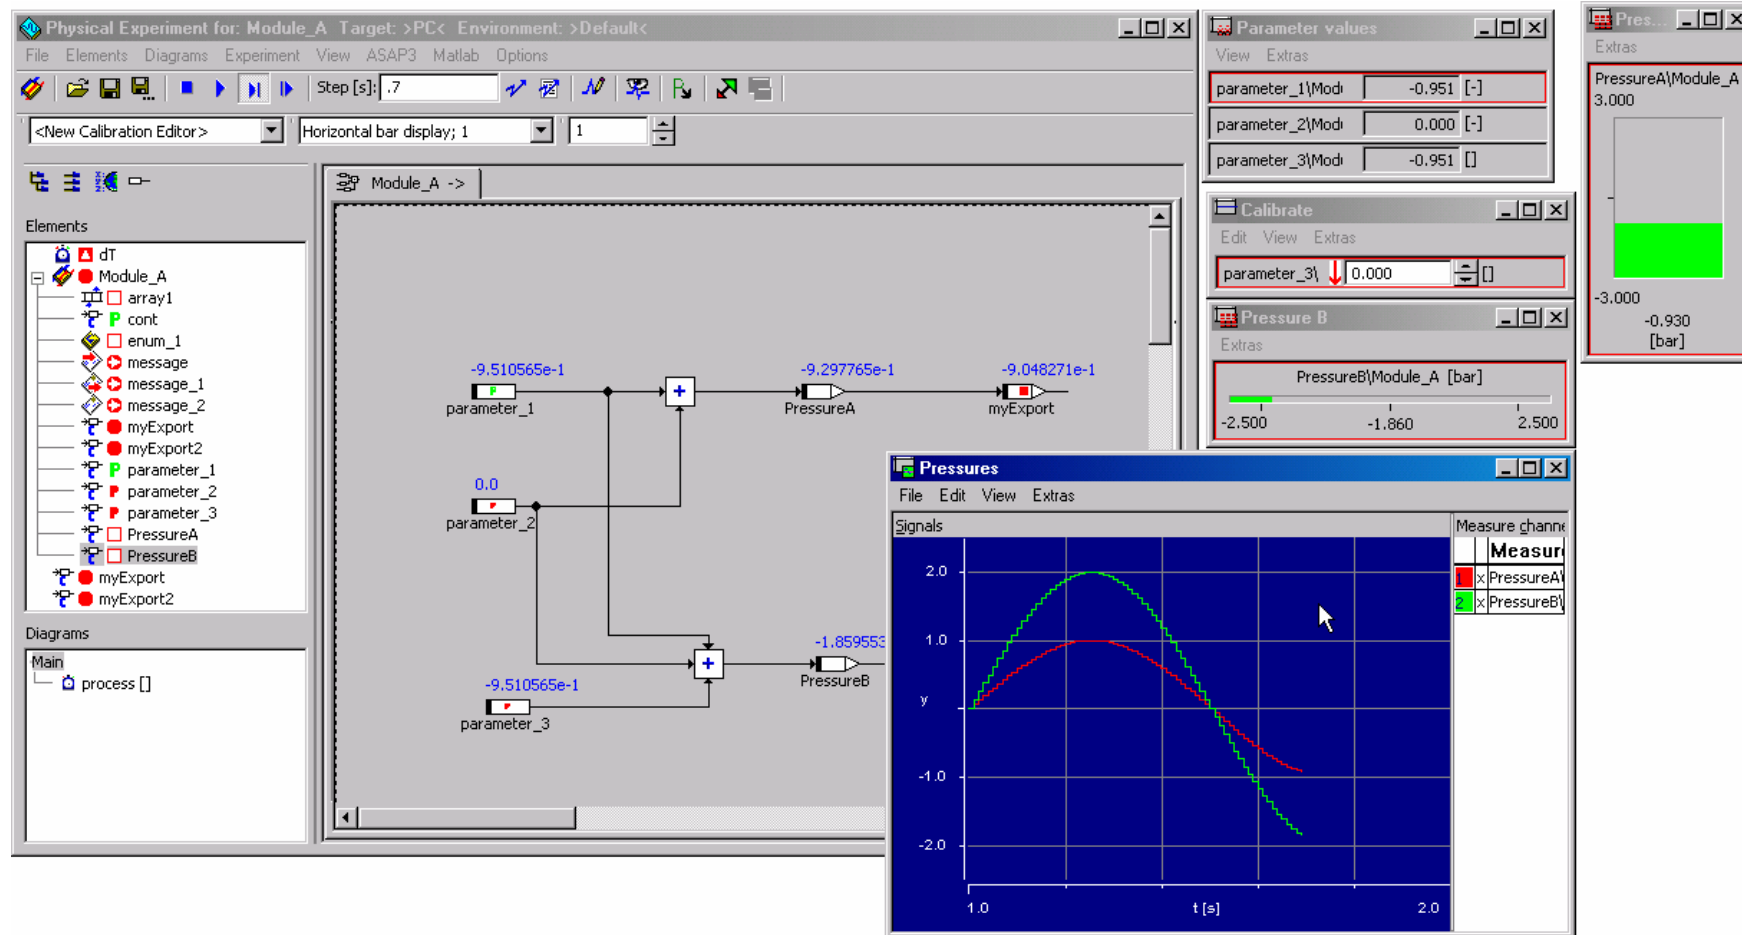 Physical Experiment for: Module_A Target: >PC< Environment: >Default<
File Elements Diagrams Experiment View ASAP3 Matlab Options
Step [s]: .7
<New Calibration Editor> Horizontal bar display; 1 1
Module_A ->
Elements
dT
Module_A
array1
cont
enum_1
message
message_1
message_2
myExport
myExport2
parameter_1
parameter_2
parameter_3
PressureA
PressureB
myExport
myExport2
Diagrams
Main
process []
-9.510565e-1 -9.297765e-1 -9.048271e-1
P + 
parameter_1 PressureA myExport
0.0
parameter_2
-1.859553
+
PressureB
-9.510565e-1
parameter_3
Parameter values
View Extras
parameter_1\Mod -0.951 [-]
parameter_2\Mod 0.000 [-]
parameter_3\Mod -0.951 []
Calibrate
Edit View Extras
parameter_3\ 0.000 []
Pressure B
Extras
PressureB\Module_A [bar]
-2.500 -1.860 2.500
Pres...
Extras
PressureA\Module_A
3.000
-3.000
-0.930
[bar]
Pressures
File Edit View Extras
Signals Measure channe
Measur
1 x PressureA\
2 x PressureB\
2.0
1.0
y
-1.0
-2.0
1.0 t [s] 2.0